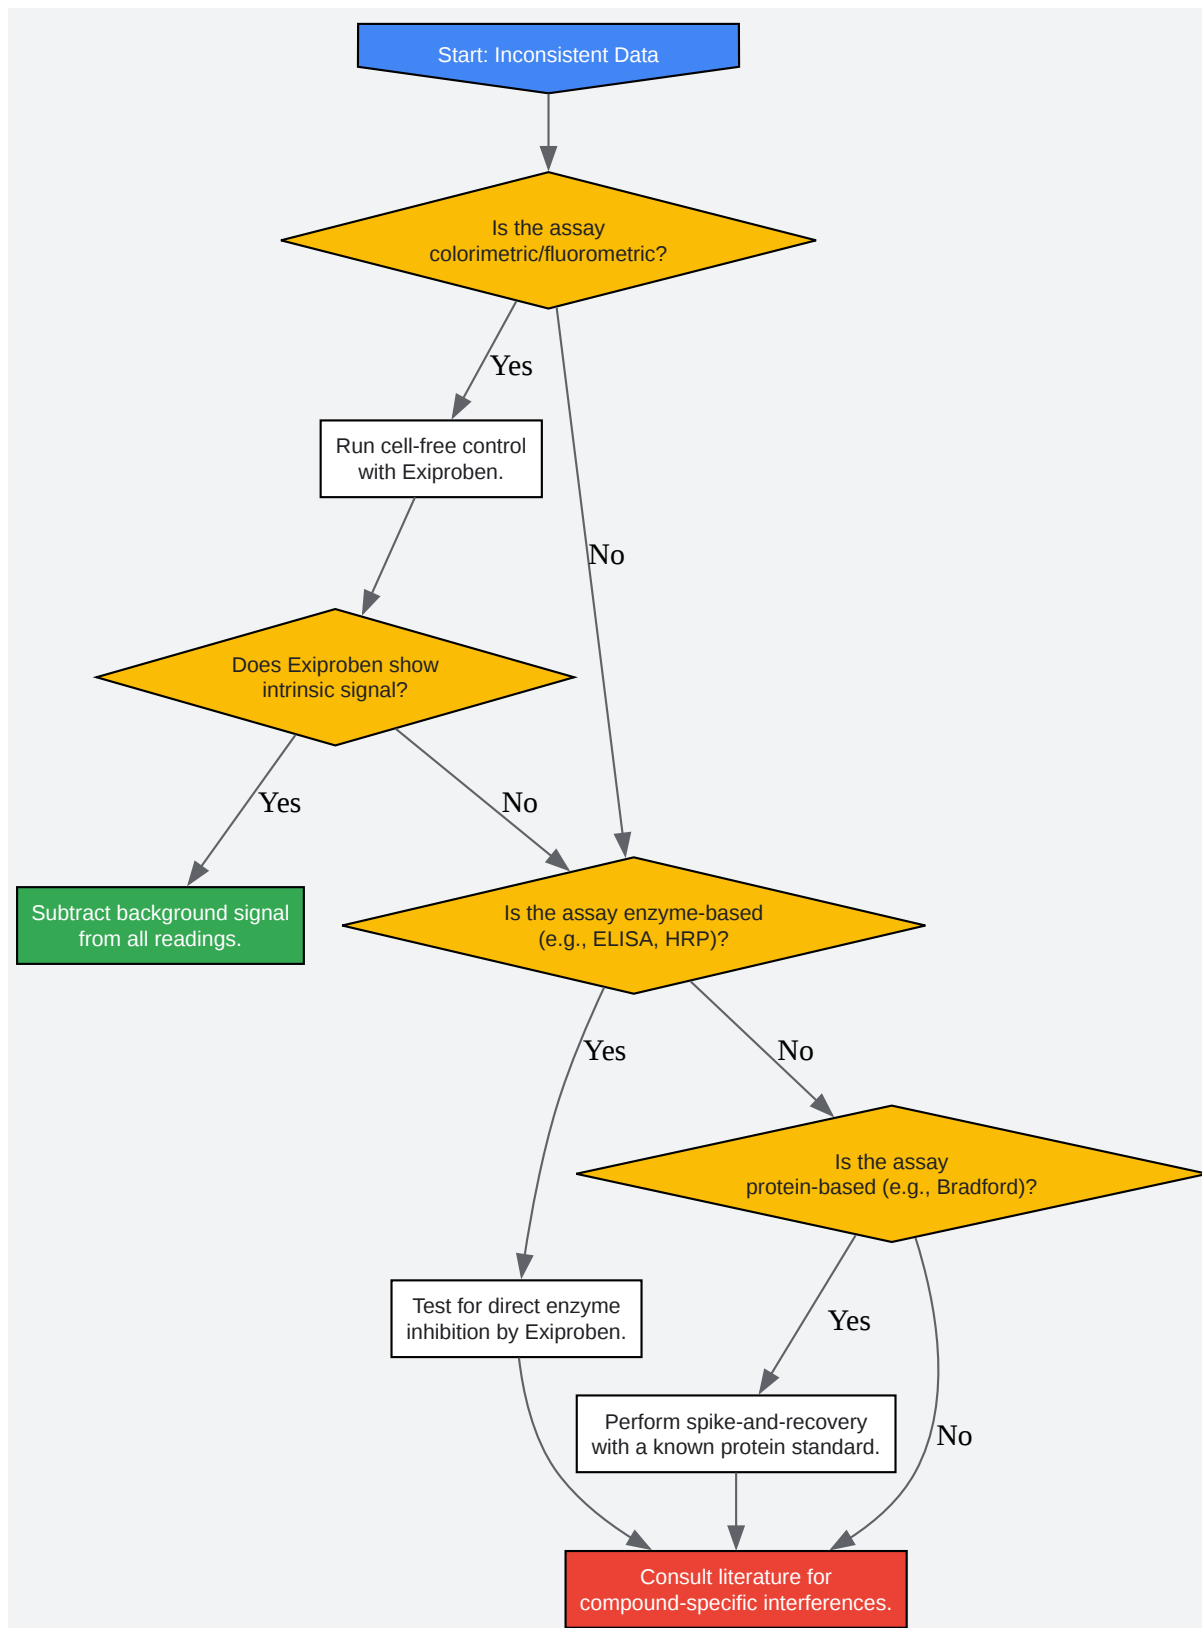 Start: Inconsistent Data
Is the assay
colorimetric/fluorometric?
Yes
Run cell-free control
with Exiproben.
No
Does Exiproben show
intrinsic signal?
Yes
No
Subtract background signal
from all readings.
Is the assay enzyme-based
(e.g., ELISA, HRP)?
Yes
No
Is the assay
protein-based (e.g., Bradford)?
Test for direct enzyme
inhibition by Exiproben.
Yes
Perform spike-and-recovery
with a known protein standard.
No
Consult literature for
compound-specific interferences.